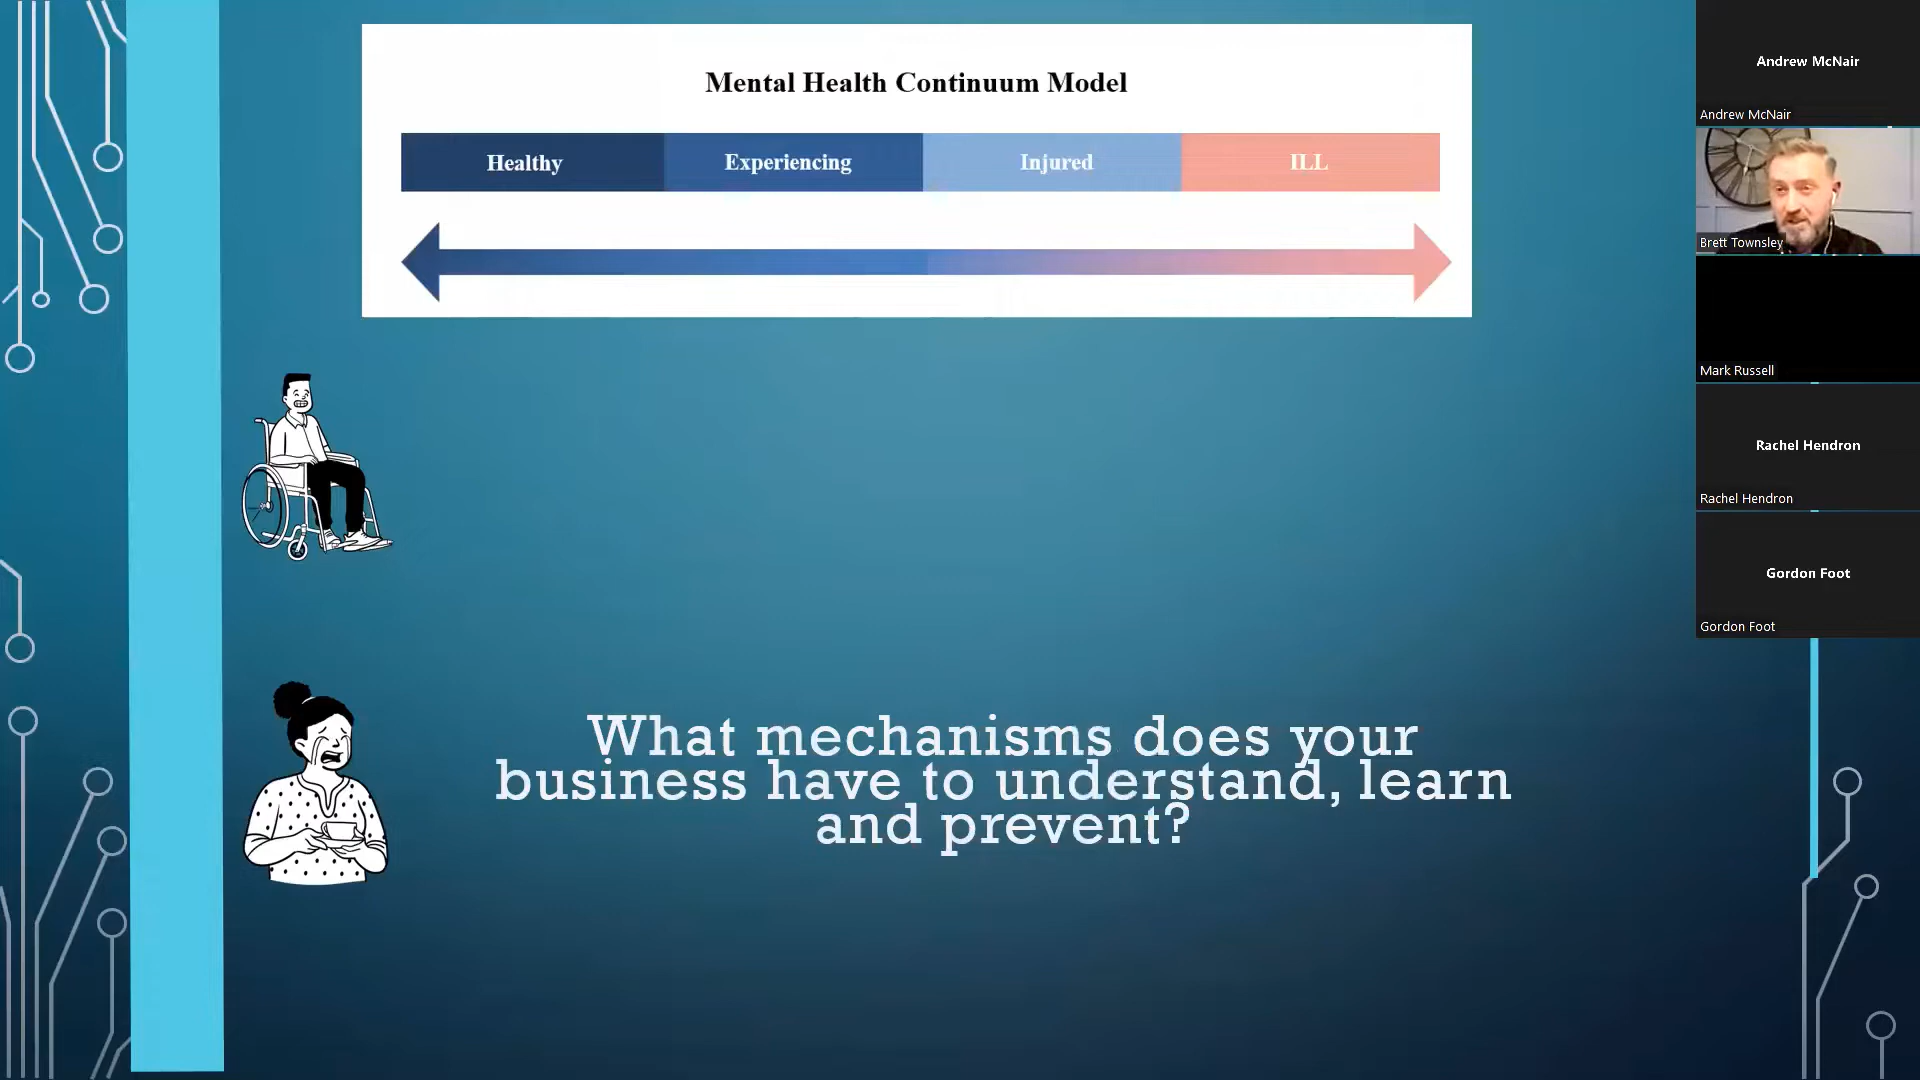 Mental Health Continuum Model
Healthy Experiencing Injured ILL
What mechanisms does your
business have to understand, learn
and prevent?
Andrew McNair
Andrew McNair
Brett Townsley
Mark Russell
Rachel Hendron
Rachel Hendron
Gordon Foot
Gordon Foot